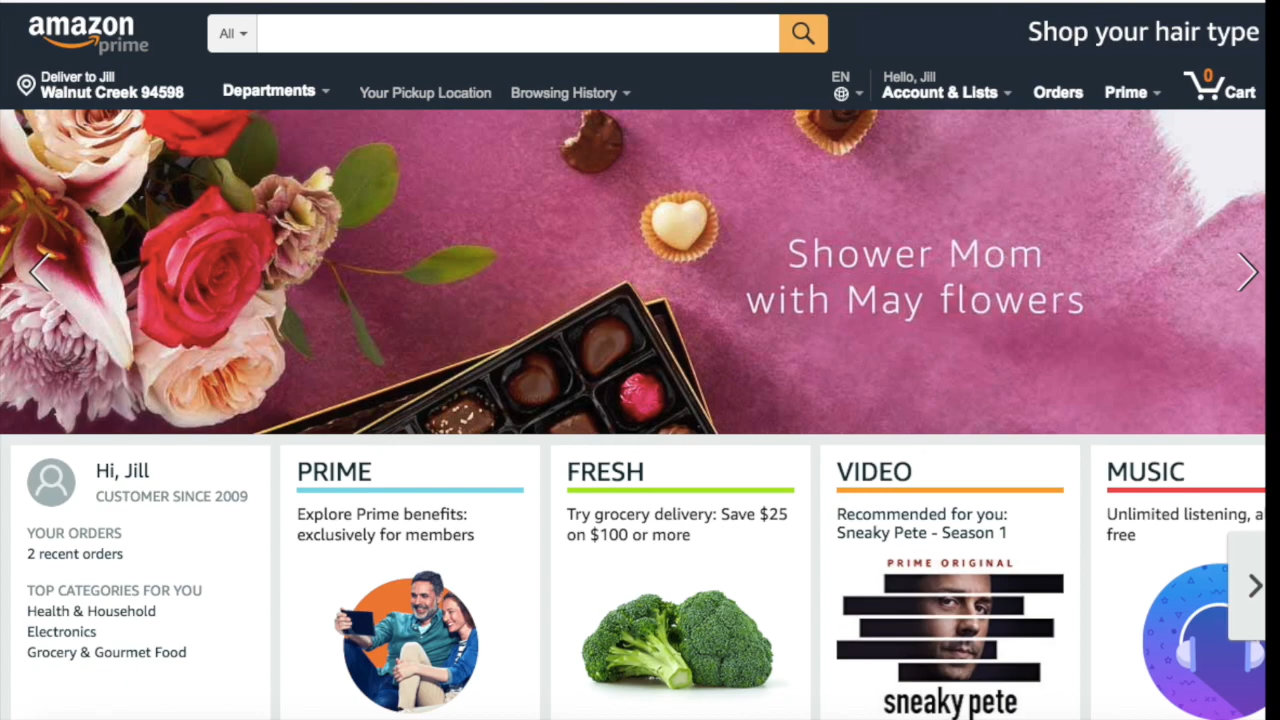 amazon
prime
All
Shop your hair type
Deliver to Jill
Walnut Creek 94598
Departments
Your Pickup Location
Browsing History
EN
Hello, Jill
Account & Lists
Orders
Prime
0
Cart
Shower Mom
with May flowers
Hi, Jill
CUSTOMER SINCE 2009
YOUR ORDERS
2 recent orders
TOP CATEGORIES FOR YOU
Health & Household
Electronics
Grocery & Gourmet Food
PRIME
Explore Prime benefits:
exclusively for members
FRESH
Try grocery delivery: Save $25
on $100 or more
VIDEO
Recommended for you:
Sneaky Pete - Season 1
PRIME ORIGINAL
sneaky pete
MUSIC
Unlimited listening, a
free